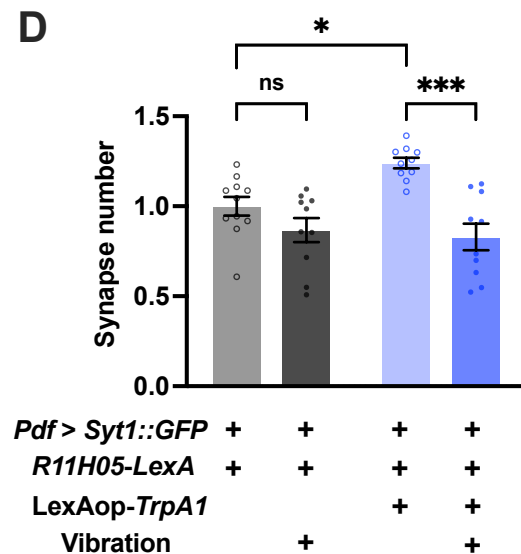 D
*
ns
***
1.5
1.0
0.5
0.0
Synapse number
Pdf > Syt1::GFP + + + +
R11H05-LexA + + + +
LexAop-TrpA1 + +
Vibration + +